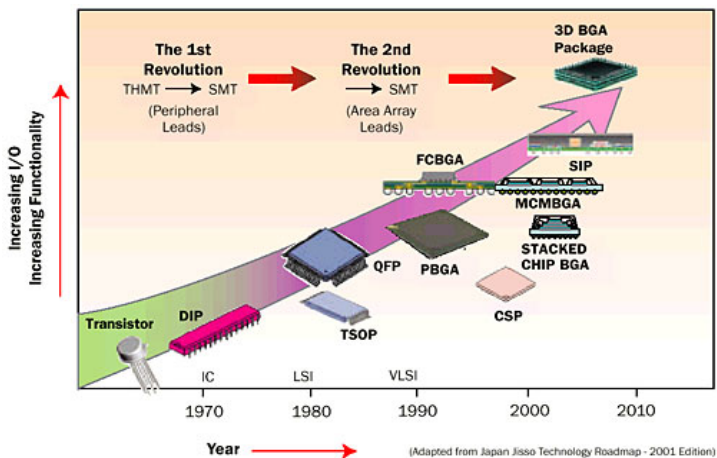 The 1st
Revolution
THMT → SMT
(Peripheral
Leads)
The 2nd
Revolution
→ SMT
(Area Array
Leads)
3D BGA
Package
Increasing I/O
Increasing Functionality
FCBGA
SIP
MCMBGA
QFP
PBGA
STACKED
CHIP BGA
Transistor
DIP
TSOP
CSP
IC
LSI
VLSI
1970
1980
1990
2000
2010
Year
(Adapted from Japan Jisso Technology Roadmap - 2001 Edition)